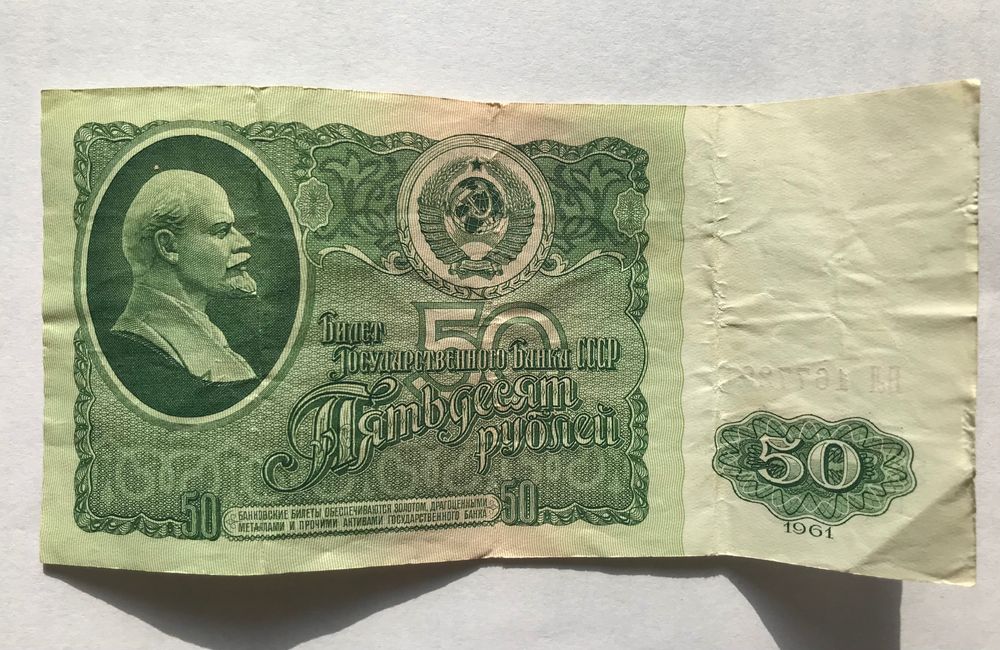 50
Билет
Государственного Банка СССР
Пятьдесят
рублей
50
БАНКОВСКИЕ БИЛЕТЫ ОБЕСПЕЧИВАЮТСЯ ЗОЛОТОМ, ДРАГОЦЕННЫМИ
МЕТАЛЛАМИ И ПРОЧИМИ АКТИВАМИ ГОСУДАРСТВЕННОГО БАНКА
50
50
1961